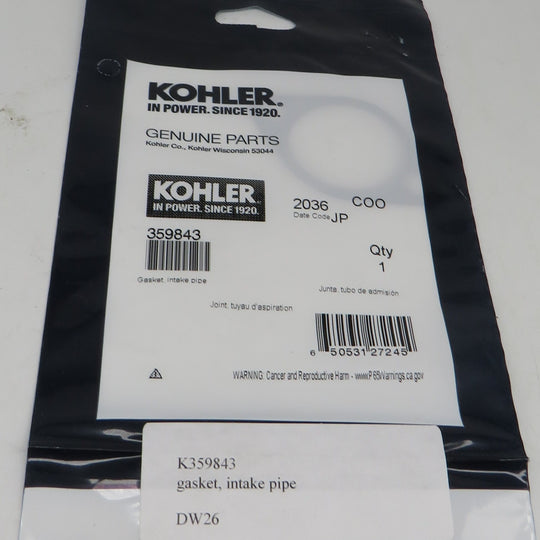 KOHLER®
IN POWER. SINCE 1920.
GENUINE PARTS
Kohler Co., Kohler Wisconsin 53044
KOHLER®
IN POWER. SINCE 1920.
2036 COO
Date Code JP
359843
Qty
1
Gasket, intake pipe
Junta, tubo de admisión
Joint, tuyau d'aspiration
6 50531 27245
WARNING: Cancer and Reproductive Harm - www.P65Warnings.ca.gov
K359843
gasket, intake pipe
DW26